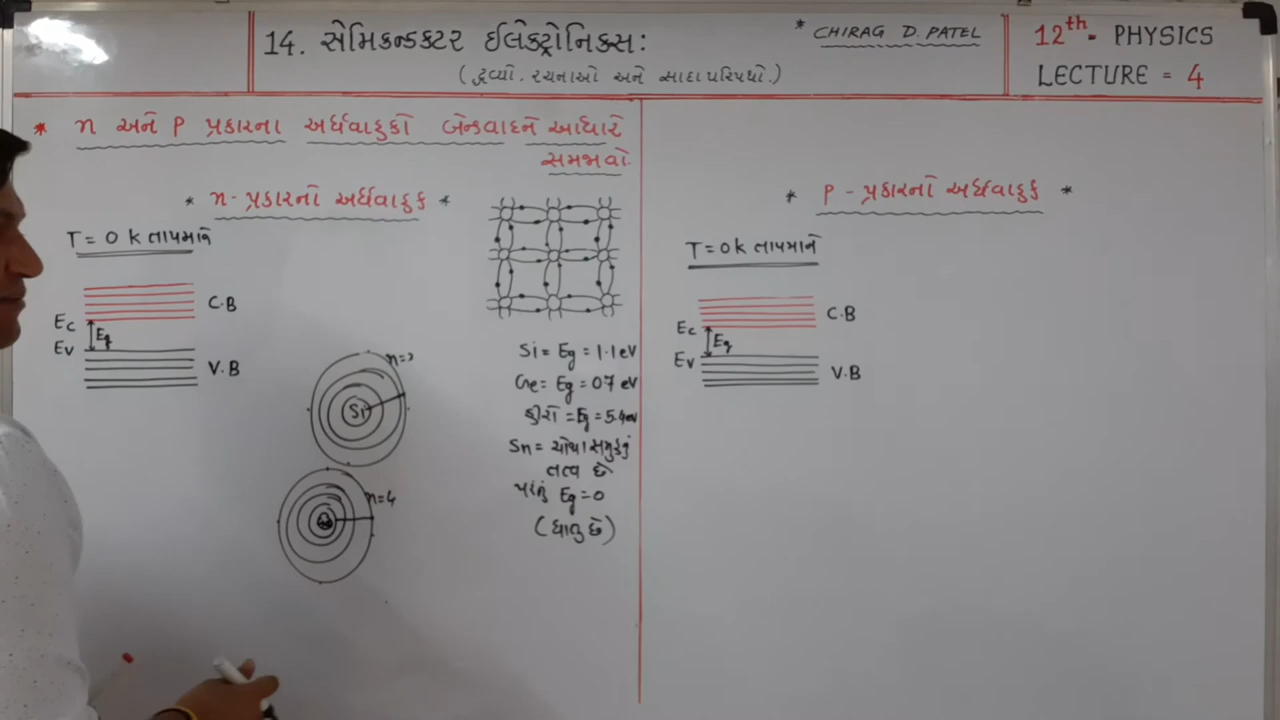 14. સેમિકન્ડક્ટર ઈલેક્ટ્રોનિક્સ:
(દ્રવ્યો. રચનાઓ અને સાદા પરિપથો.)
* CHIRAG D. PATEL
12th - PHYSICS
LECTURE = 4
* n અને P પ્રકારના અર્ધવાહકો બેન્ડવાદને આધારે
સમજાવો.
* n- પ્રકારનો અર્ધવાહક *
T = 0 k તાપમાને
C.B
Ec
Eg
Ev
V.B
n=3
Si
n=4
Si = Eg = 1.1 eV
Ge = Eg = 0.7 eV
હીરો = Eg = 5.4 eV
Sn = ચોથા સમુહનું
તત્વ છે
પરંતુ Eg = 0
(ધાતુ છે)
* P - પ્રકારનો અર્ધવાહક *
T = 0 k તાપમાને
C.B
Ec
Eg
Ev
V.B